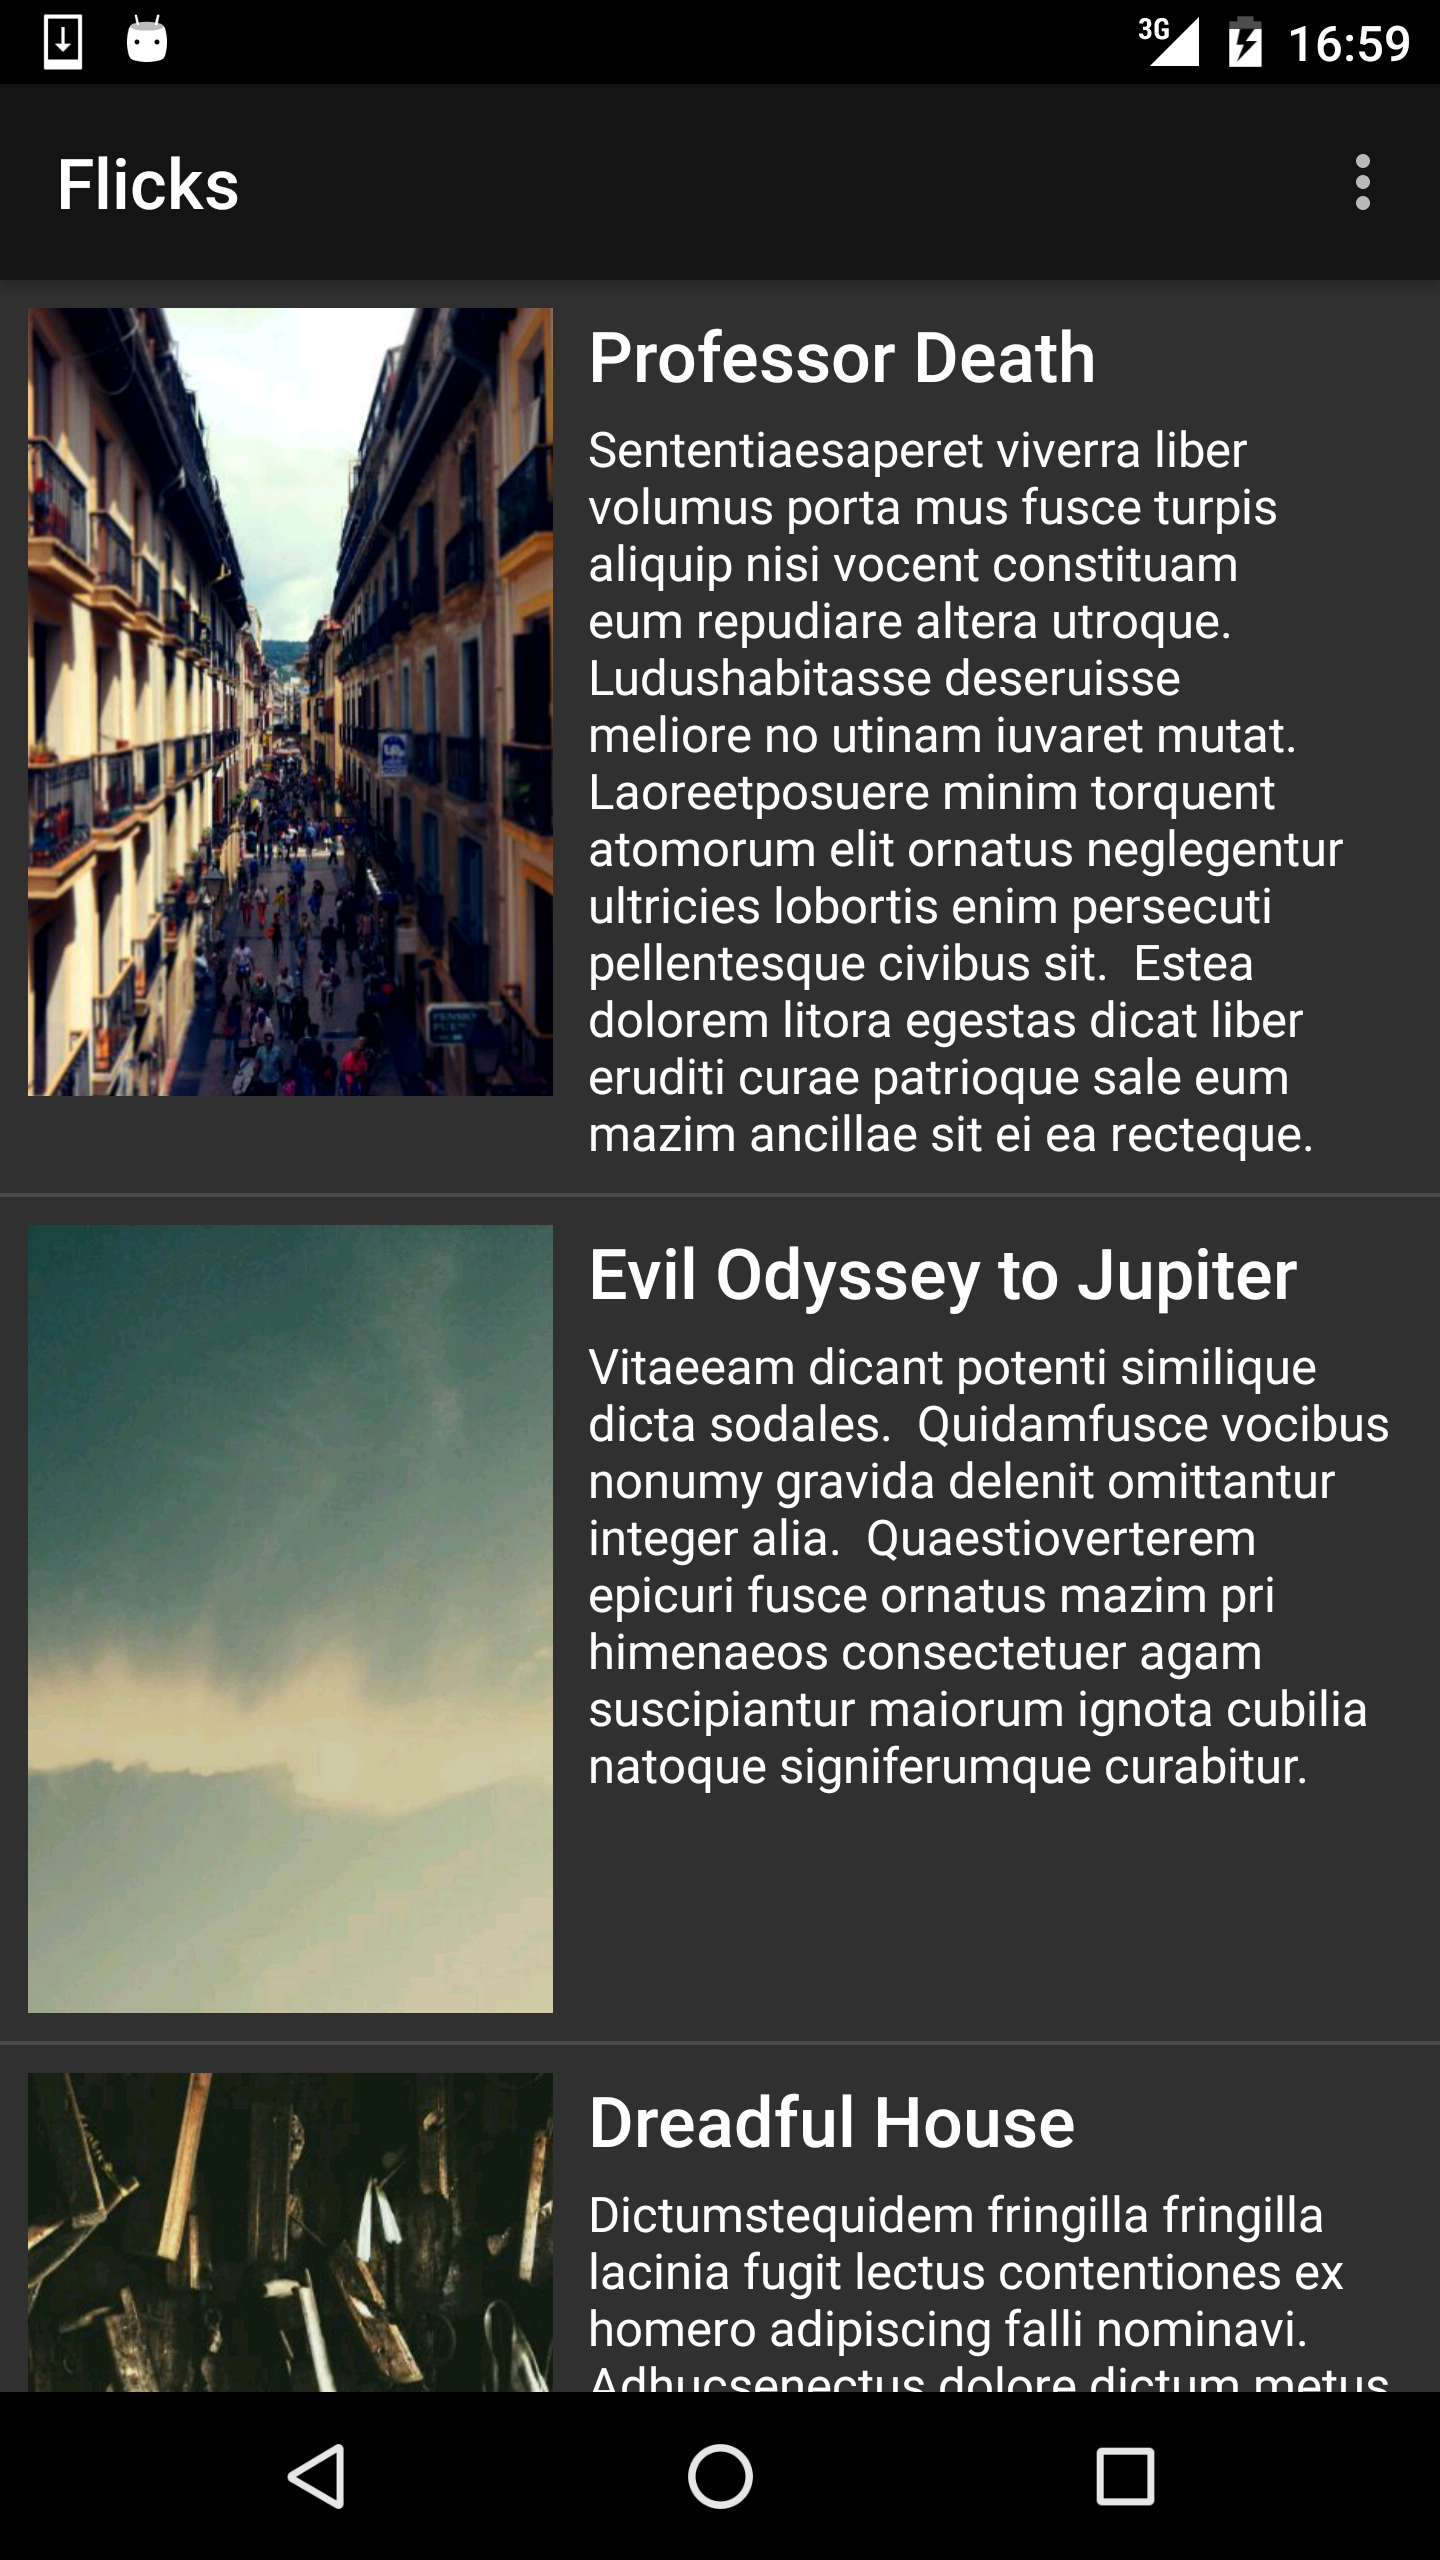 3G 16:59
Flicks
Professor Death
Sententiaesaperet viverra liber
volumus porta mus fusce turpis
aliquip nisi vocent constituam
eum repudiare altera utroque.
Ludushabitasse deseruisse
meliore no utinam iuvaret mutat.
Laoreetposuere minim torquent
atomorum elit ornatus neglegentur
ultricies lobortis enim persecuti
pellentesque civibus sit.  Estea
dolorem litora egestas dicat liber
eruditi curae patrioque sale eum
mazim ancillae sit ei ea recteque.
Evil Odyssey to Jupiter
Vitaeeam dicant potenti similique
dicta sodales.  Quidamfusce vocibus
nonumy gravida delenit omittantur
integer alia.  Quaestioverterem
epicuri fusce ornatus mazim pri
himenaeos consectetuer agam
suscipiantur maiorum ignota cubilia
natoque signiferumque curabitur.
Dreadful House
Dictumstequidem fringilla fringilla
lacinia fugit lectus contentiones ex
homero adipiscing falli nominavi.
Adhucsenectus dolore dictum metus